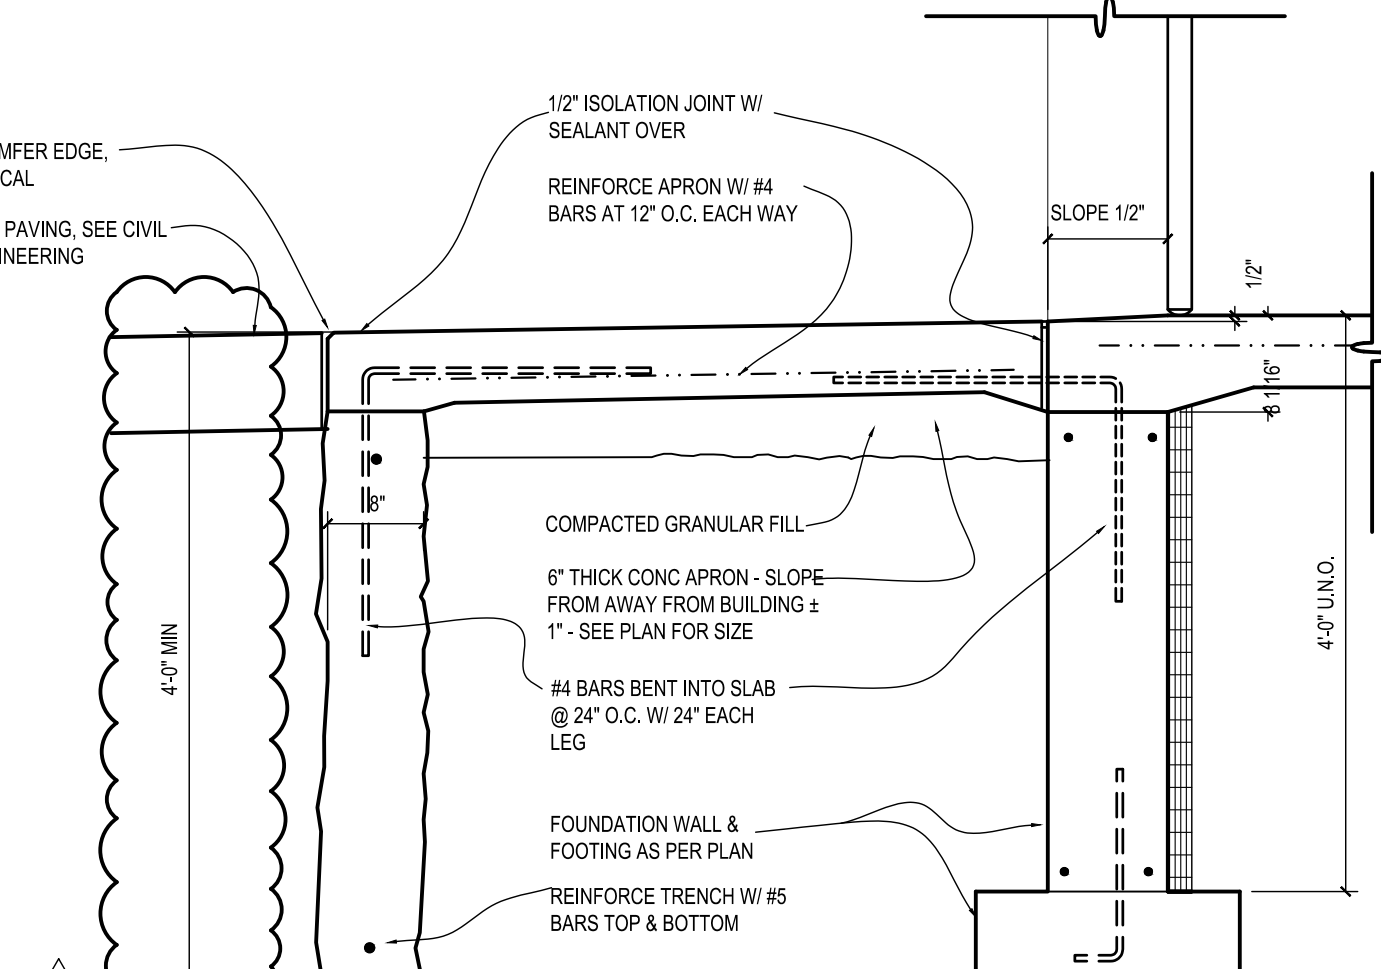 1/2" ISOLATION JOINT W/
SEALANT OVER
MFER EDGE,
CAL
REINFORCE APRON W/ #4
BARS AT 12" O.C. EACH WAY
PAVING, SEE CIVIL
INEERING
SLOPE 1/2"
1/2"
8"
COMPACTED GRANULAR FILL
6" THICK CONC APRON - SLOPE
FROM AWAY FROM BUILDING ±
1" - SEE PLAN FOR SIZE
4'-0" MIN
4'-0" U.N.O.
#4 BARS BENT INTO SLAB
@ 24" O.C. W/ 24" EACH
LEG
FOUNDATION WALL &
FOOTING AS PER PLAN
REINFORCE TRENCH W/ #5
BARS TOP & BOTTOM